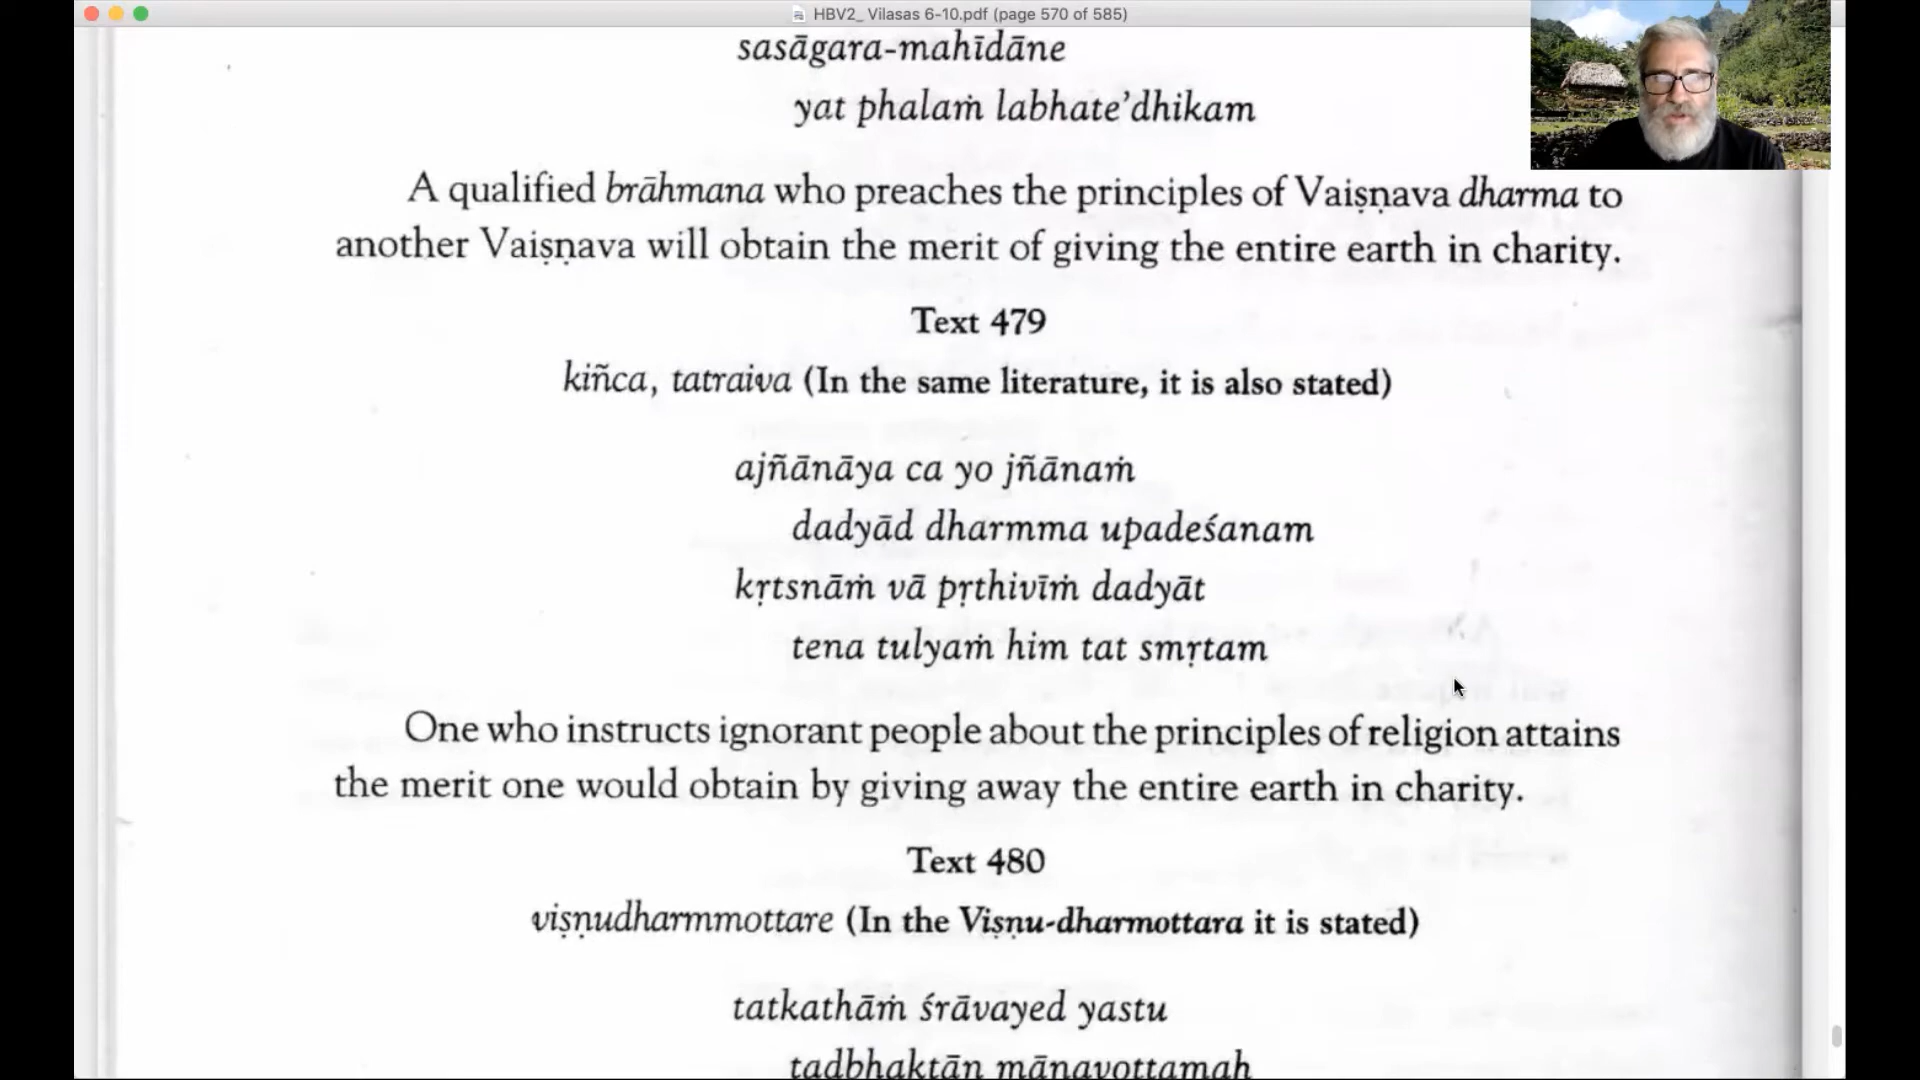 HBV2_ Vilasas 6-10.pdf (page 570 of 585)
sasāgara-mahīdāne
yat phalaṁ labhate’dhikam
A qualified brāhmana who preaches the principles of Vaiṣṇava dharma to
another Vaiṣṇava will obtain the merit of giving the entire earth in charity.
Text 479
kiñca, tatraiva (In the same literature, it is also stated)
ajñānāya ca yo jñānaṁ
dadyād dharmma upadeśanam
kṛtsnāṁ vā pṛthivīṁ dadyāt
tena tulyaṁ him tat smṛtam
One who instructs ignorant people about the principles of religion attains
the merit one would obtain by giving away the entire earth in charity.
Text 480
viṣṇudharmmottare (In the Viṣṇu-dharmottara it is stated)
tatkathāṁ śrāvayed yastu
tadbhaktān mānavottamaḥ